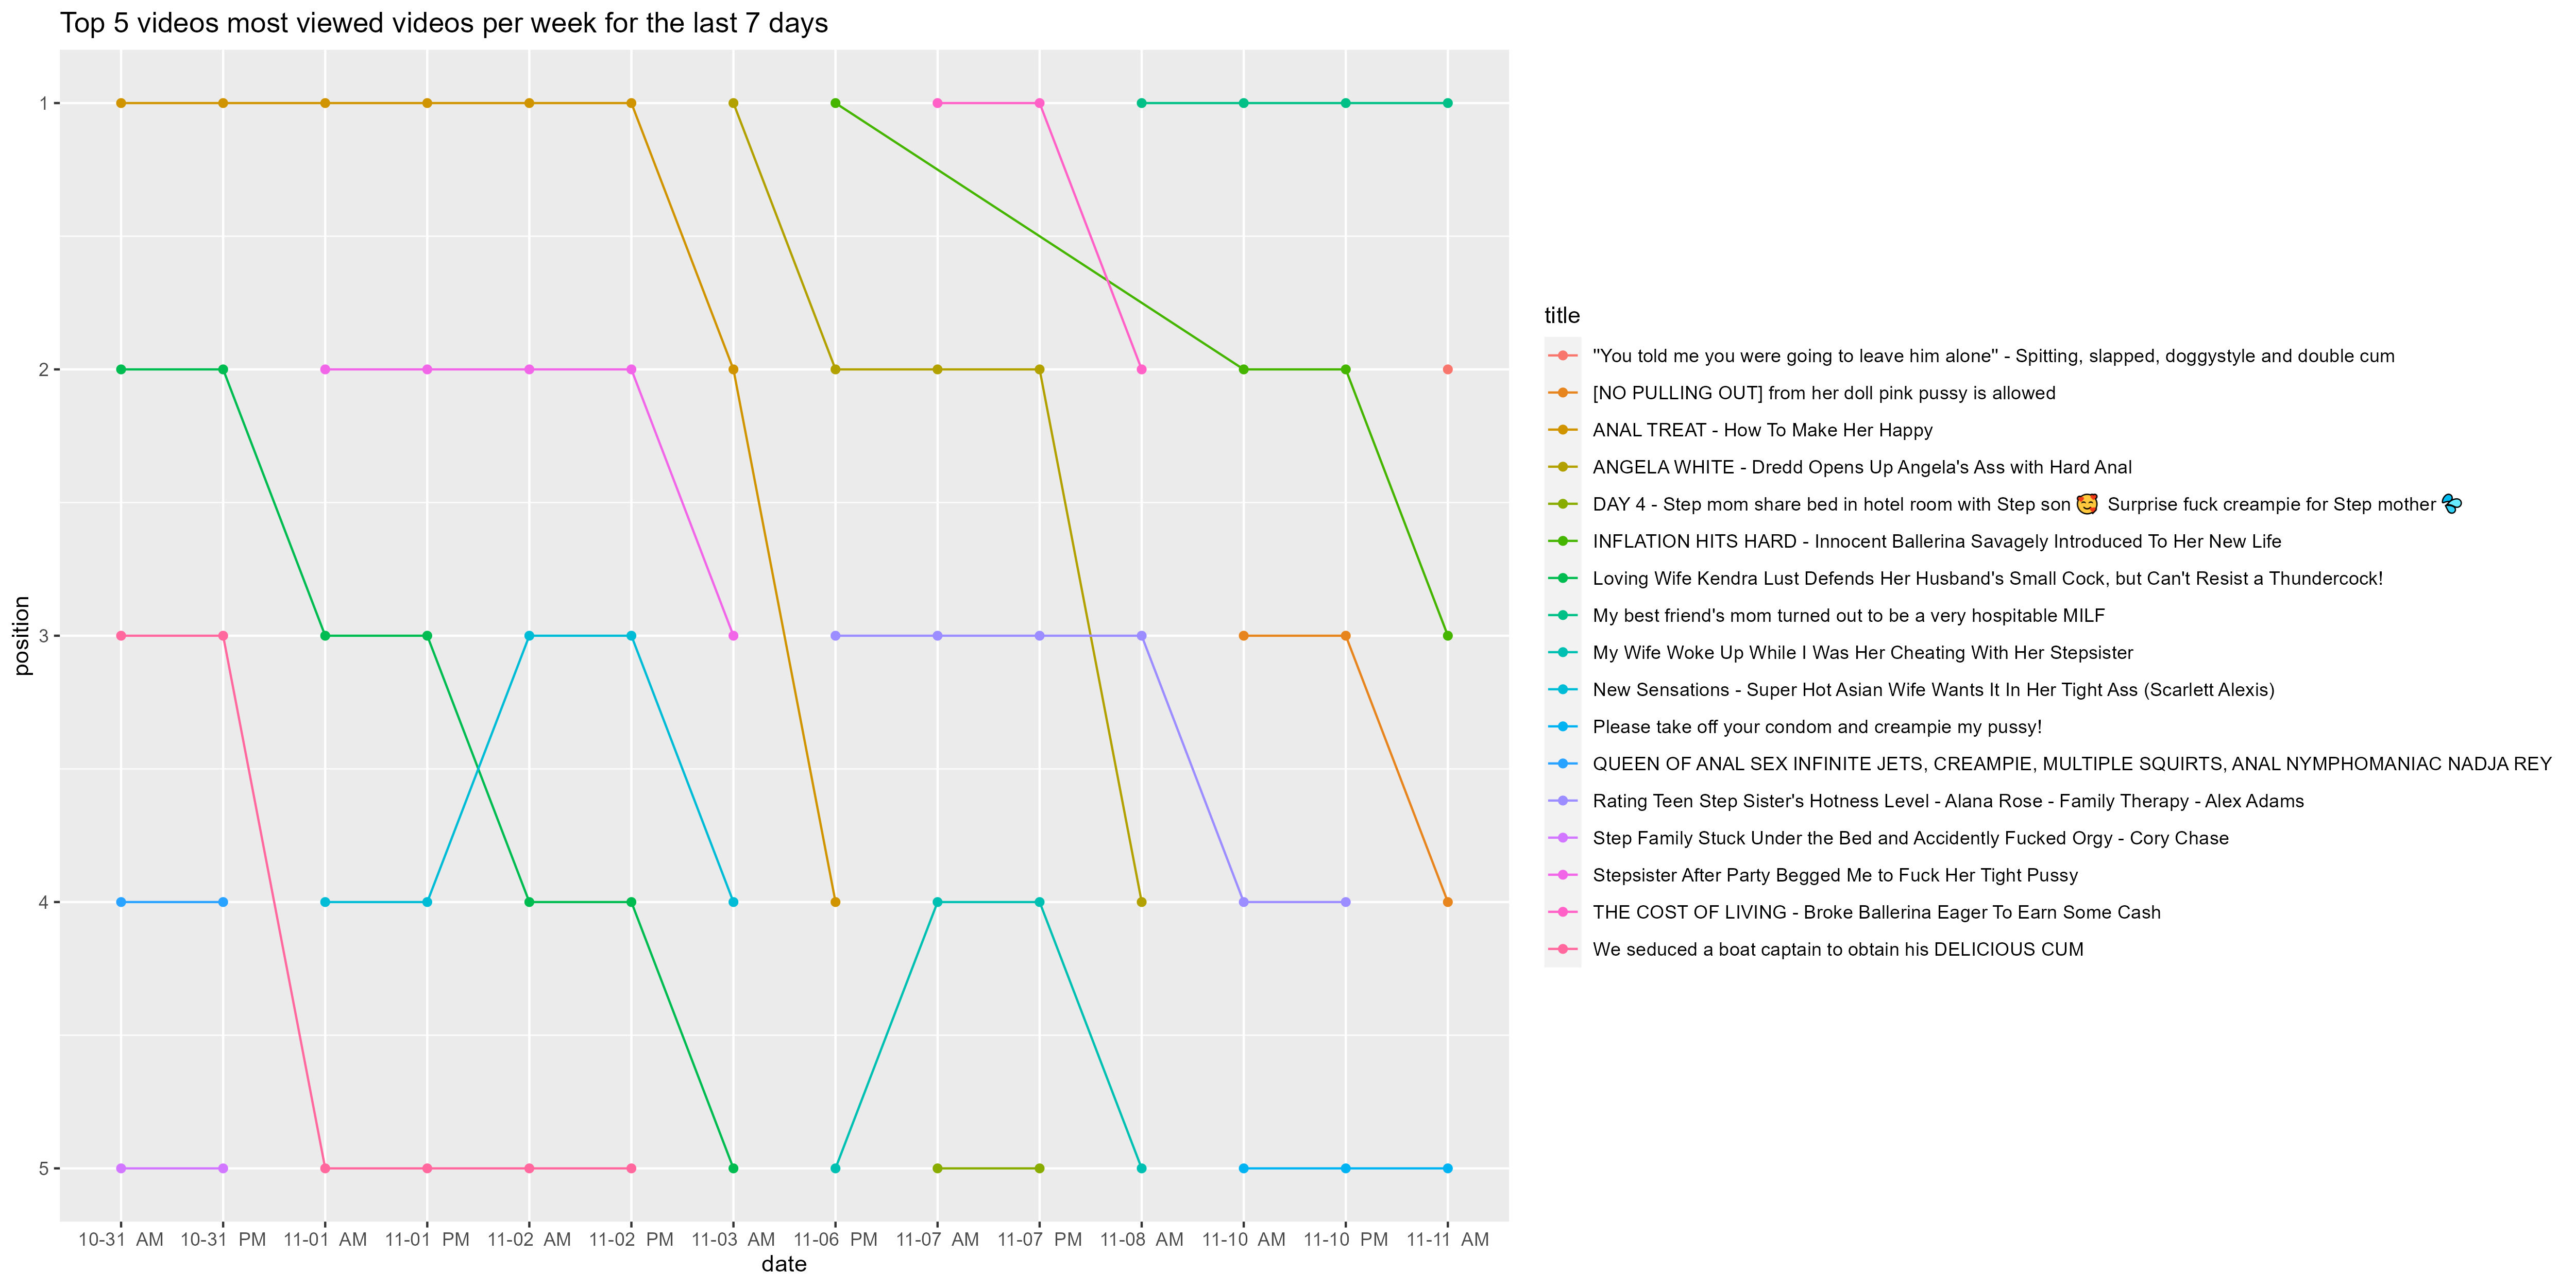 Top 5 videos most viewed videos per week for the last 7 days
position
1
2
3
4
5
10-31 AM 10-31 PM 11-01 AM 11-01 PM 11-02 AM 11-02 PM 11-03 AM 11-06 PM 11-07 AM 11-07 PM 11-08 AM 11-10 AM 11-10 PM 11-11 AM
date
title
"You told me you were going to leave him alone" - Spitting, slapped, doggystyle and double cum
[NO PULLING OUT] from her doll pink pussy is allowed
ANAL TREAT - How To Make Her Happy
ANGELA WHITE - Dredd Opens Up Angela's Ass with Hard Anal
DAY 4 - Step mom share bed in hotel room with Step son 🥰 Surprise fuck creampie for Step mother 💦
INFLATION HITS HARD - Innocent Ballerina Savagely Introduced To Her New Life
Loving Wife Kendra Lust Defends Her Husband's Small Cock, but Can't Resist a Thundercock!
My best friend's mom turned out to be a very hospitable MILF
My Wife Woke Up While I Was Her Cheating With Her Stepsister
New Sensations - Super Hot Asian Wife Wants It In Her Tight Ass (Scarlett Alexis)
Please take off your condom and creampie my pussy!
QUEEN OF ANAL SEX INFINITE JETS, CREAMPIE, MULTIPLE SQUIRTS, ANAL NYMPHOMANIAC NADJA REY
Rating Teen Step Sister's Hotness Level - Alana Rose - Family Therapy - Alex Adams
Step Family Stuck Under the Bed and Accidently Fucked Orgy - Cory Chase
Stepsister After Party Begged Me to Fuck Her Tight Pussy
THE COST OF LIVING - Broke Ballerina Eager To Earn Some Cash
We seduced a boat captain to obtain his DELICIOUS CUM